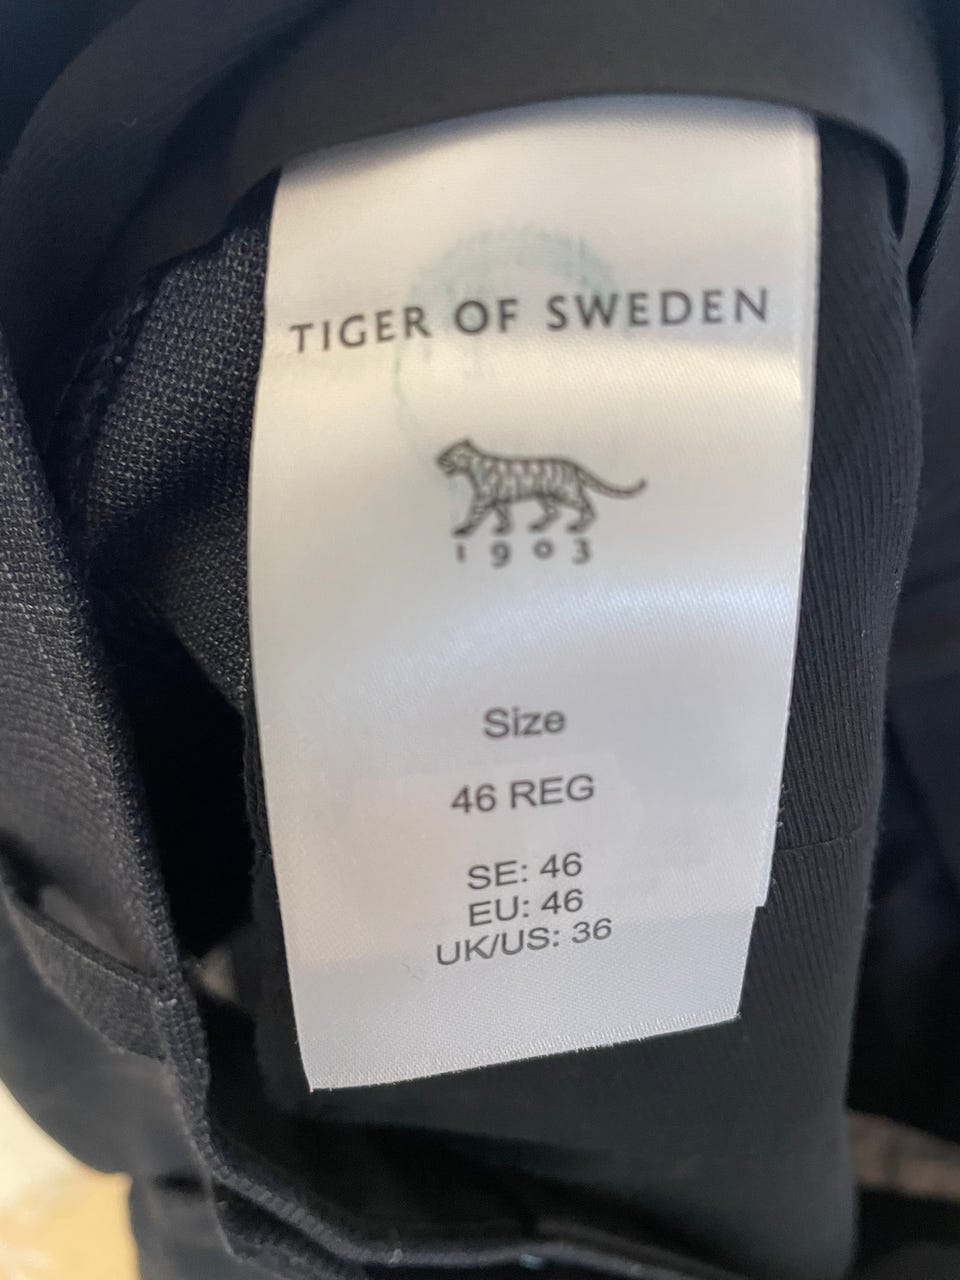 TIGER OF SWEDEN
1903
Size
46 REG
SE: 46
EU: 46
UK/US: 36